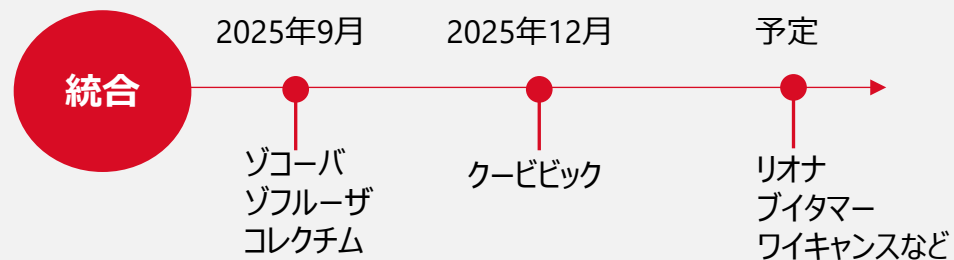 統合
2025年9月
ゾコーバ
ゾフルーザ
コレクチム
2025年12月
クービビック
予定
リオナ
ブイタマー
ワイキャンスなど